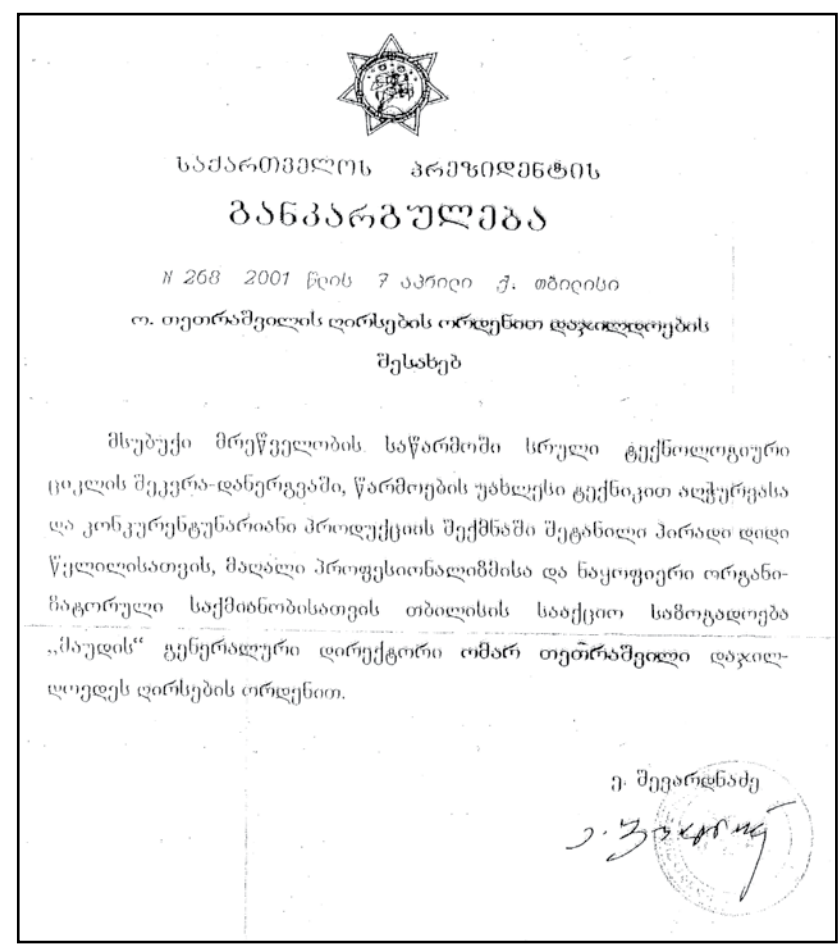 საქართველოს პრეზიდენტის
განკარგულება
№ 268 2001 წლის 7 აპრილი ქ. თბილისი
ო. თეთრაშვილის ღირსების ორდენით დაჯილდოების
შესახებ
მსუბუქი მრეწველობის საწარმოში სრული ტექნოლოგიური
ციკლის შეკვრა-დანერგვაში, წარმოების უახლესი ტექნიკით აღჭურვასა
და კონკურენტუნარიანი პროდუქციის შექმნაში შეტანილი პირადი დიდი
წვლილისათვის, მაღალი პროფესიონალიზმისა და ნაყოფიერი ორგანი-
ზატორული საქმიანობისათვის თბილისის სააქციო საზოგადოება
„მაუდის“ გენერალური დირექტორი ომარ თეთრაშვილი დაჯილ-
დოვდეს ღირსების ორდენით.
ე. შევარდნაძე